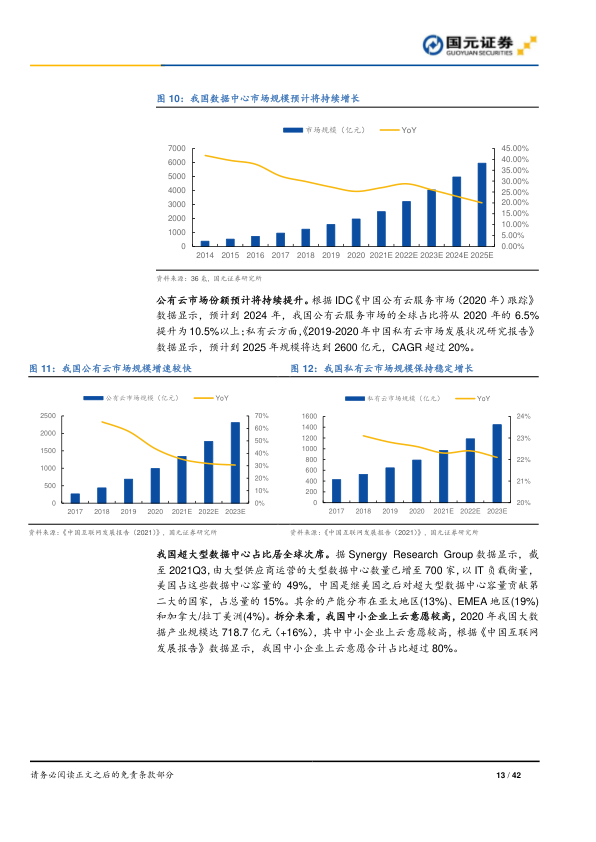 国元证券
GUOYUAN SECURITIES
图 10：我国数据中心市场规模预计将持续增长
市场规模（亿元） YoY
7000
6000
5000
4000
3000
2000
1000
0
45.00%
40.00%
35.00%
30.00%
25.00%
20.00%
15.00%
10.00%
5.00%
0.00%
2014 2015 2016 2017 2018 2019 2020 2021E 2022E 2023E 2024E 2025E
资料来源：36 氪，国元证券研究所
公有云市场份额预计将持续提升。根据 IDC《中国公有云服务市场（2020 年）跟踪》
数据显示，预计到 2024 年，我国公有云服务市场的全球占比将从 2020 年的 6.5%
提升为 10.5%以上；私有云方面，《2019-2020 年中国私有云市场发展状况研究报告》
数据显示，预计到 2025 年规模将达到 2600 亿元，CAGR 超过 20%。
图 11：我国公有云市场规模增速较快
公有云市场规模（亿元） YoY
2500
2000
1500
1000
500
0
70%
60%
50%
40%
30%
20%
10%
0%
2017 2018 2019 2020 2021E 2022E 2023E
资料来源：《中国互联网发展报告（2021）》，国元证券研究所
图 12：我国私有云市场规模保持稳定增长
私有云市场规模（亿元） YoY
1600
1400
1200
1000
800
600
400
200
0
24%
23%
22%
21%
20%
2017 2018 2019 2020 2021E 2022E 2023E
资料来源：《中国互联网发展报告（2021）》，国元证券研究所
我国超大型数据中心占比居全球次席。据 Synergy Research Group 数据显示，截
至 2021Q3，由大型供应商运营的大型数据中心数量已增至 700 家，以 IT 负载衡量，
美国占这些数据中心容量的 49%，中国是继美国之后对超大型数据中心容量贡献第
二大的国家，占总量的 15%。其余的产能分布在亚太地区(13%)、EMEA 地区(19%)
和加拿大/拉丁美洲(4%)。拆分来看，我国中小企业上云意愿较高，2020 年我国大数
据产业规模达 718.7 亿元（+16%），其中中小企业上云意愿较高，根据《中国互联网
发展报告》数据显示，我国中小企业上云意愿合计占比超过 80%。
请务必阅读正文之后的免责条款部分
13 / 42